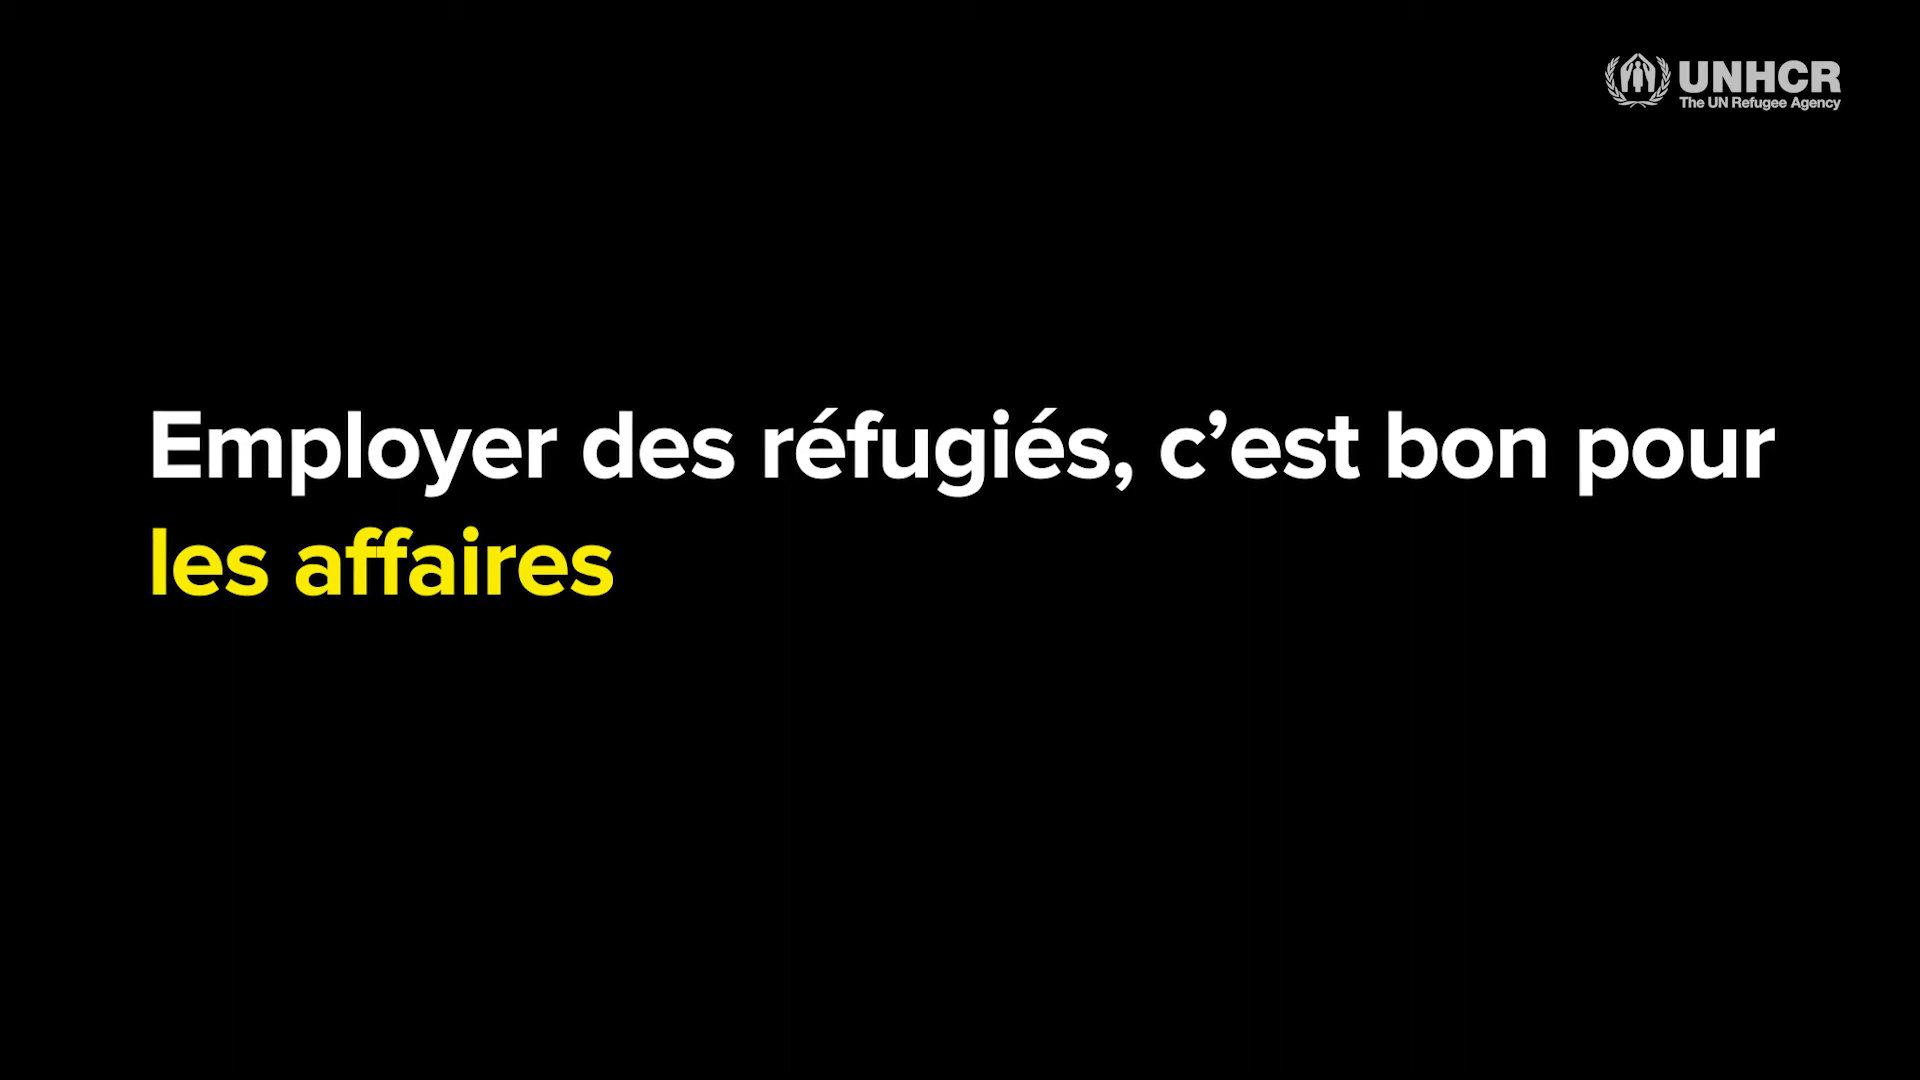 UNHCR
The UN Refugee Agency
Employer des réfugiés, c’est bon pour
les affaires